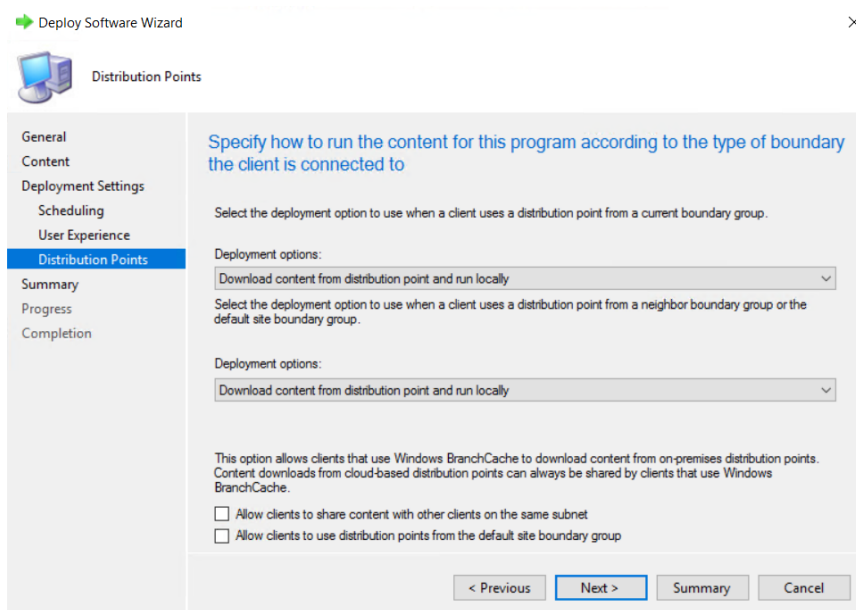 Deploy Software Wizard
Distribution Points
General
Content
Deployment Settings
Scheduling
User Experience
Distribution Points
Summary
Progress
Completion
Specify how to run the content for this program according to the type of boundary
the client is connected to
Select the deployment option to use when a client uses a distribution point from a current boundary group.
Deployment options:
Download content from distribution point and run locally
Select the deployment option to use when a client uses a distribution point from a neighbor boundary group or the
default site boundary group.
Deployment options:
Download content from distribution point and run locally
This option allows clients that use Windows BranchCache to download content from on-premises distribution points.
Content downloads from cloud-based distribution points can always be shared by clients that use Windows
BranchCache.
Allow clients to share content with other clients on the same subnet
Allow clients to use distribution points from the default site boundary group
< Previous
Next >
Summary
Cancel